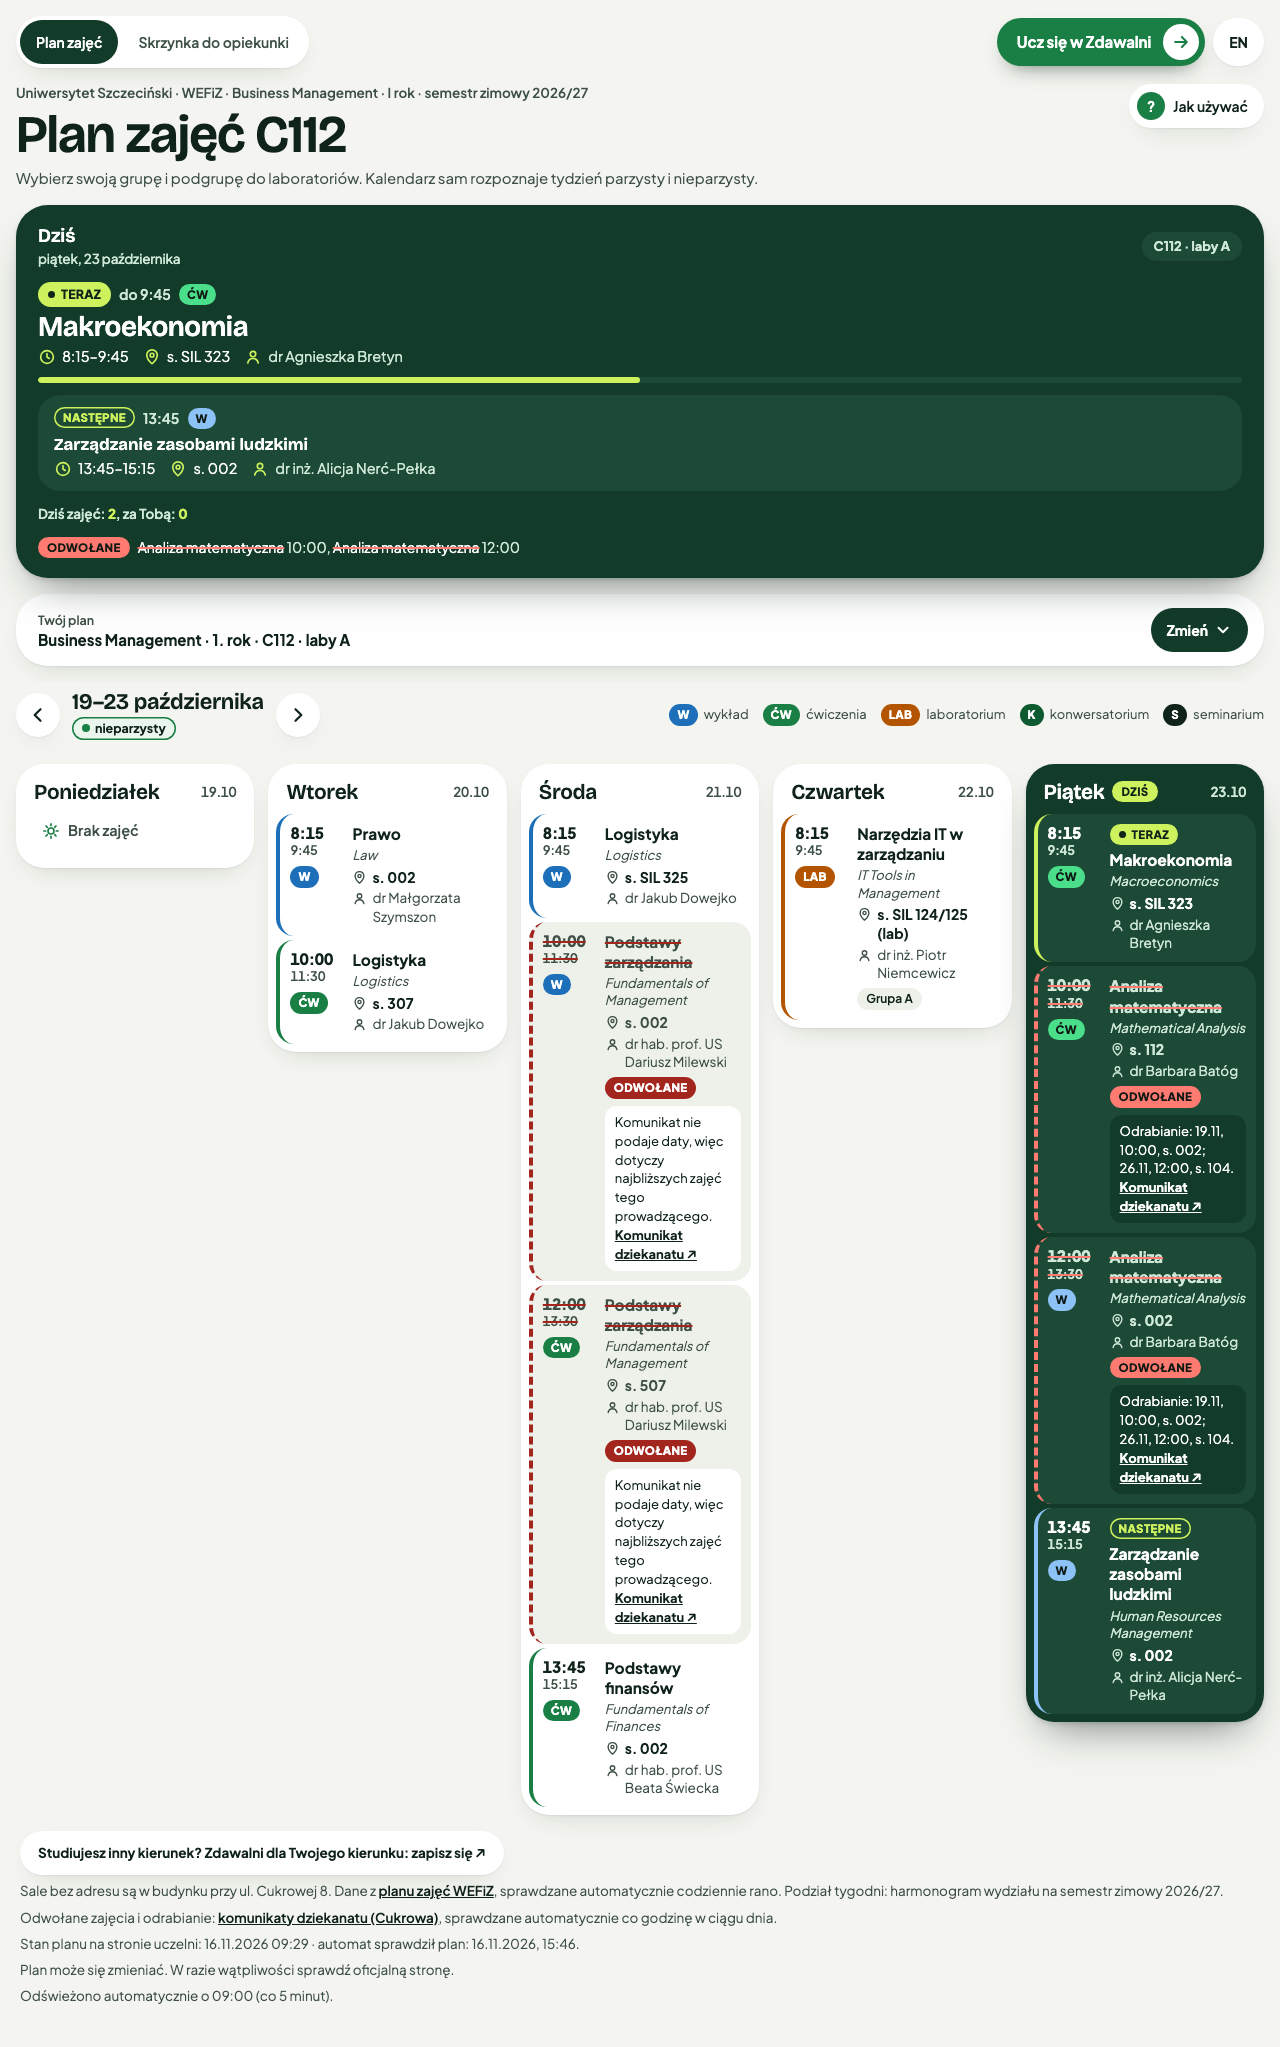 Plan zajęć
Skrzynka do opiekunki
Ucz się w Zdawalni
EN
Uniwersytet Szczeciński · WEFiZ · Business Management · I rok · semestr zimowy 2026/27
Plan zajęć C112
? Jak używać
Wybierz swoją grupę i podgrupę do laboratoriów. Kalendarz sam rozpoznaje tydzień parzysty i nieparzysty.
Dziś
piątek, 23 października
C112 · laby A
TERAZ do 9:45 ĆW
Makroekonomia
8:15–9:45 s. SIL 323 dr Agnieszka Bretyn
NASTĘPNE 13:45 W
Zarządzanie zasobami ludzkimi
13:45–15:15 s. 002 dr inż. Alicja Nerć-Pełka
Dziś zajęć: 2, za Tobą: 0
ODWOŁANE Analiza matematyczna 10:00, Analiza matematyczna 12:00
Twój plan
Business Management · 1. rok · C112 · laby A
Zmień
19–23 października
nieparzysty
W wykład ĆW ćwiczenia LAB laboratorium K konwersatorium S seminarium
Poniedziałek 19.10
Brak zajęć
Wtorek 20.10
8:15
9:45
W
Prawo
Law
s. 002
dr Małgorzata
Szymszon
10:00
11:30
ĆW
Logistyka
Logistics
s. 307
dr Jakub Dowejko
Środa 21.10
8:15
9:45
W
Logistyka
Logistics
s. SIL 325
dr Jakub Dowejko
10:00
11:30
W
Podstawy
zarządzania
Fundamentals of
Management
s. 002
dr hab. prof. US
Dariusz Milewski
ODWOŁANE
Komunikat nie
podaje daty, więc
dotyczy
najbliższych zajęć
tego
prowadzącego.
Komunikat
dziekanatu ↗
12:00
13:30
ĆW
Podstawy
zarządzania
Fundamentals of
Management
s. 507
dr hab. prof. US
Dariusz Milewski
ODWOŁANE
Komunikat nie
podaje daty, więc
dotyczy
najbliższych zajęć
tego
prowadzącego.
Komunikat
dziekanatu ↗
13:45
15:15
ĆW
Podstawy
finansów
Fundamentals of
Finances
s. 002
dr hab. prof. US
Beata Świecka
Czwartek 22.10
8:15
9:45
LAB
Narzędzia IT w
zarządzaniu
IT Tools in
Management
s. SIL 124/125
(lab)
dr inż. Piotr
Niemcewicz
Grupa A
Piątek DZIŚ 23.10
8:15
9:45
ĆW
TERAZ
Makroekonomia
Macroeconomics
s. SIL 323
dr Agnieszka
Bretyn
10:00
11:30
ĆW
Analiza
matematyczna
Mathematical Analysis
s. 112
dr Barbara Batóg
ODWOŁANE
Odrabianie: 19.11,
10:00, s. 002;
26.11, 12:00, s. 104.
Komunikat
dziekanatu ↗
12:00
13:30
W
Analiza
matematyczna
Mathematical Analysis
s. 002
dr Barbara Batóg
ODWOŁANE
Odrabianie: 19.11,
10:00, s. 002;
26.11, 12:00, s. 104.
Komunikat
dziekanatu ↗
13:45
15:15
W
NASTĘPNE
Zarządzanie
zasobami
ludzkimi
Human Resources
Management
s. 002
dr inż. Alicja Nerć-
Pełka
Studiujesz inny kierunek? Zdawalni dla Twojego kierunku: zapisz się ↗
Sale bez adresu są w budynku przy ul. Cukrowej 8. Dane z planu zajęć WEFiZ, sprawdzane automatycznie codziennie rano. Podział tygodni: harmonogram wydziału na semestr zimowy 2026/27.
Odwołane zajęcia i odrabianie: komunikaty dziekanatu (Cukrowa), sprawdzane automatycznie co godzinę w ciągu dnia.
Stan planu na stronie uczelni: 16.11.2026 09:29 · automat sprawdził plan: 16.11.2026, 15:46.
Plan może się zmieniać. W razie wątpliwości sprawdź oficjalną stronę.
Odświeżono automatycznie o 09:00 (co 5 minut).